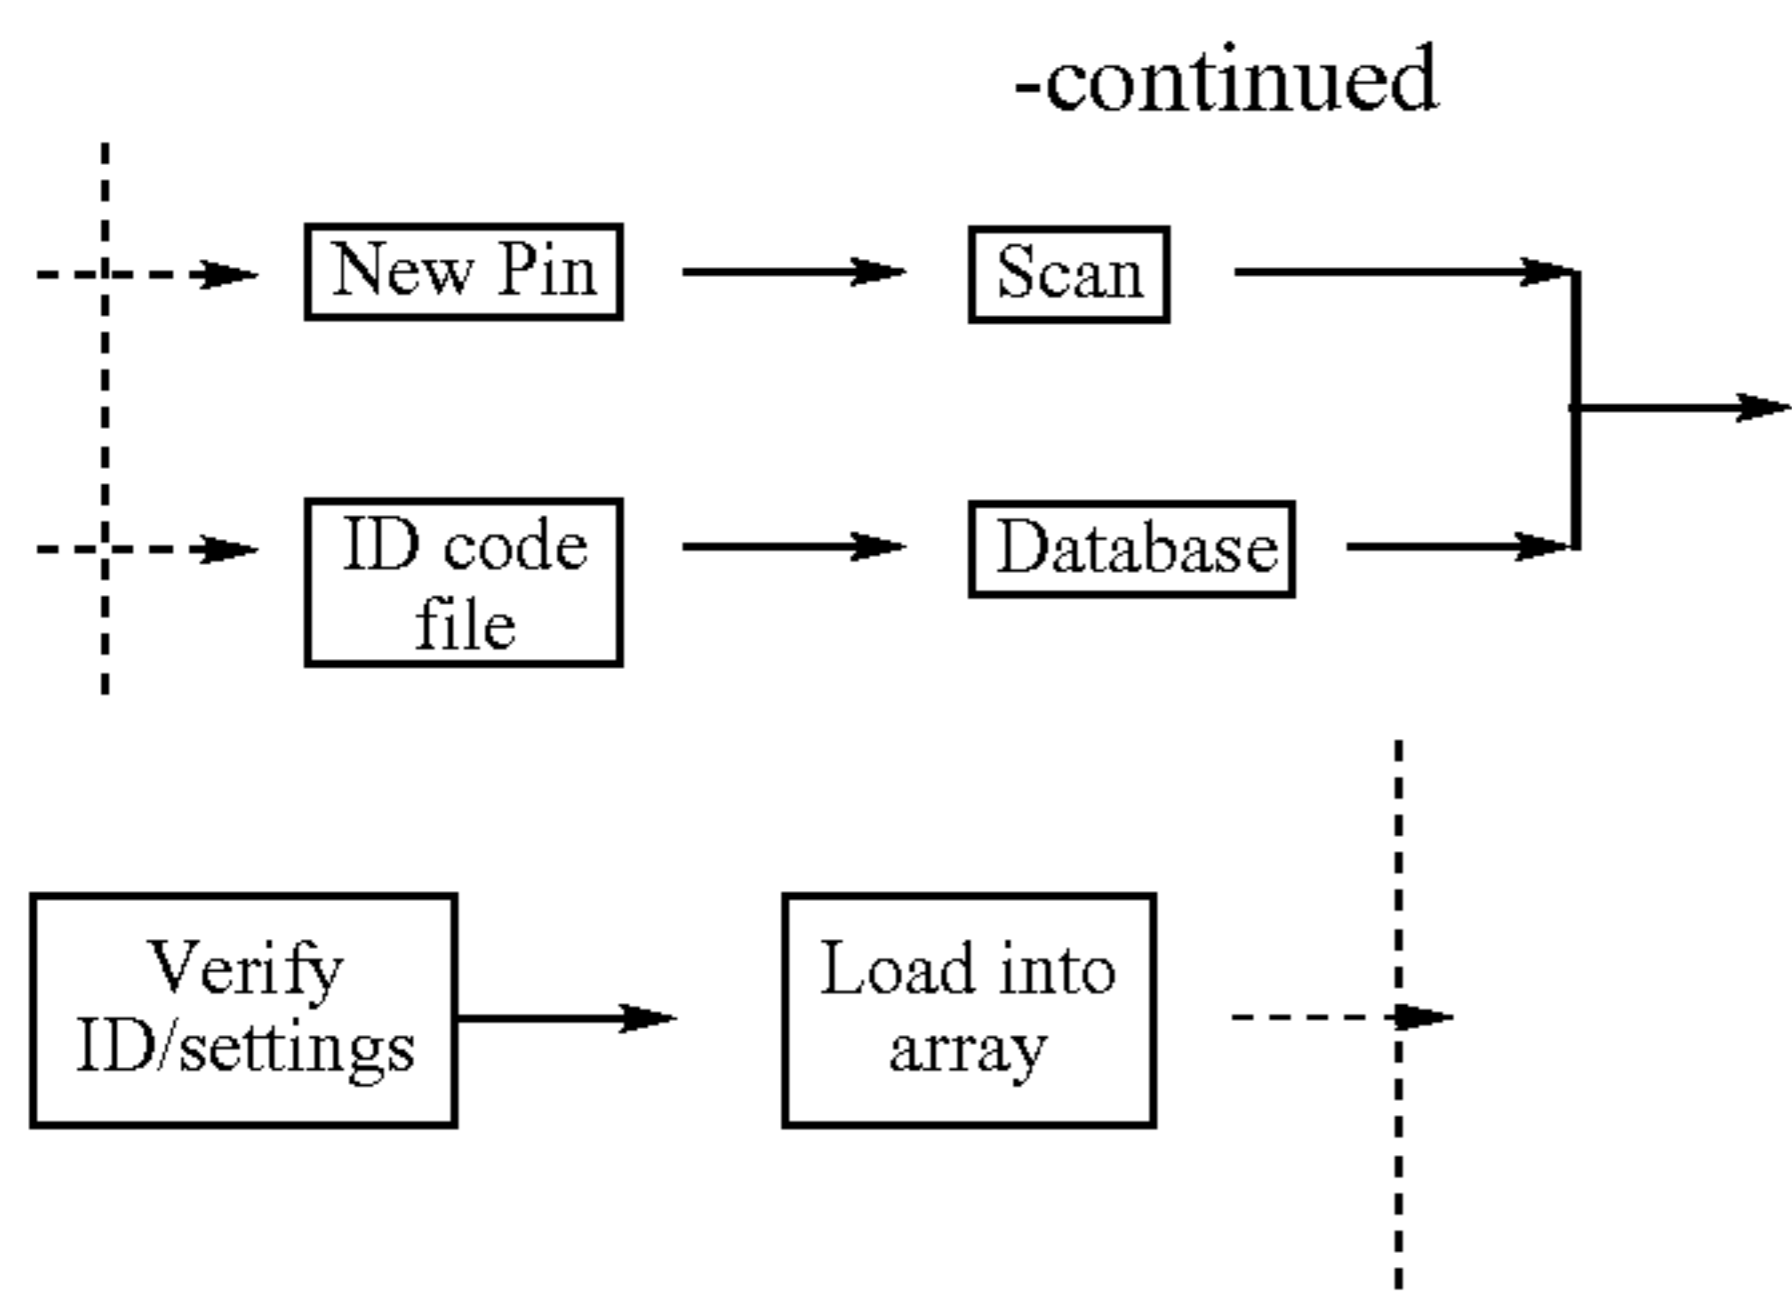 -continued
New Pin
Scan
ID code
file
Database
Verify
ID/settings
Load into
array